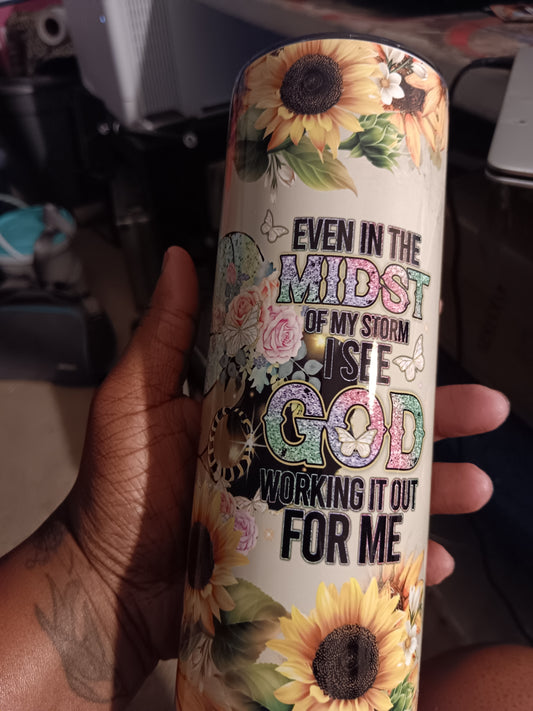 EVEN IN THE
MIDST
OF MY STORM
I SEE
GOD
WORKING IT OUT
FOR ME